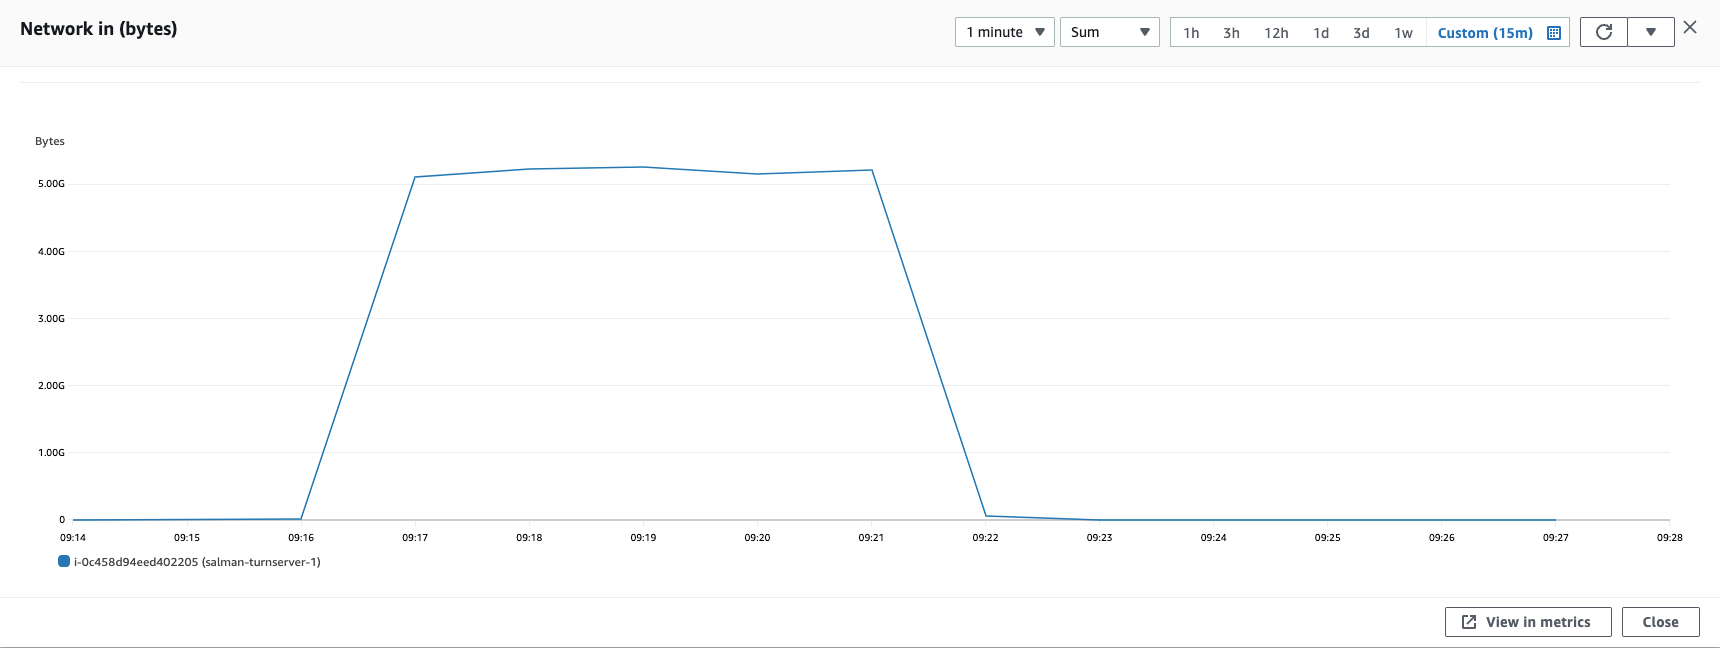 Network in (bytes)
1 minute
Sum
1h 3h 12h 1d 3d 1w Custom (15m)
Bytes
5.00G
4.00G
3.00G
2.00G
1.00G
0
09:14 09:15 09:16 09:17 09:18 09:19 09:20 09:21 09:22 09:23 09:24 09:25 09:26 09:27 09:28
i-0c458d94eed402205 (salman-turnserver-1)
View in metrics
Close